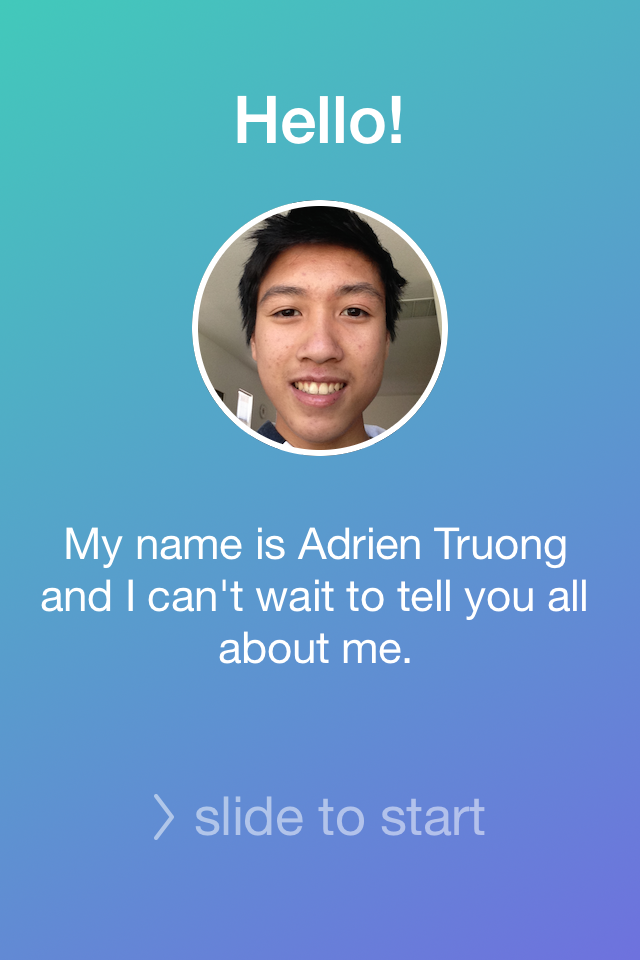 Hello!
My name is Adrien Truong
and I can't wait to tell you all
about me.
slide to start